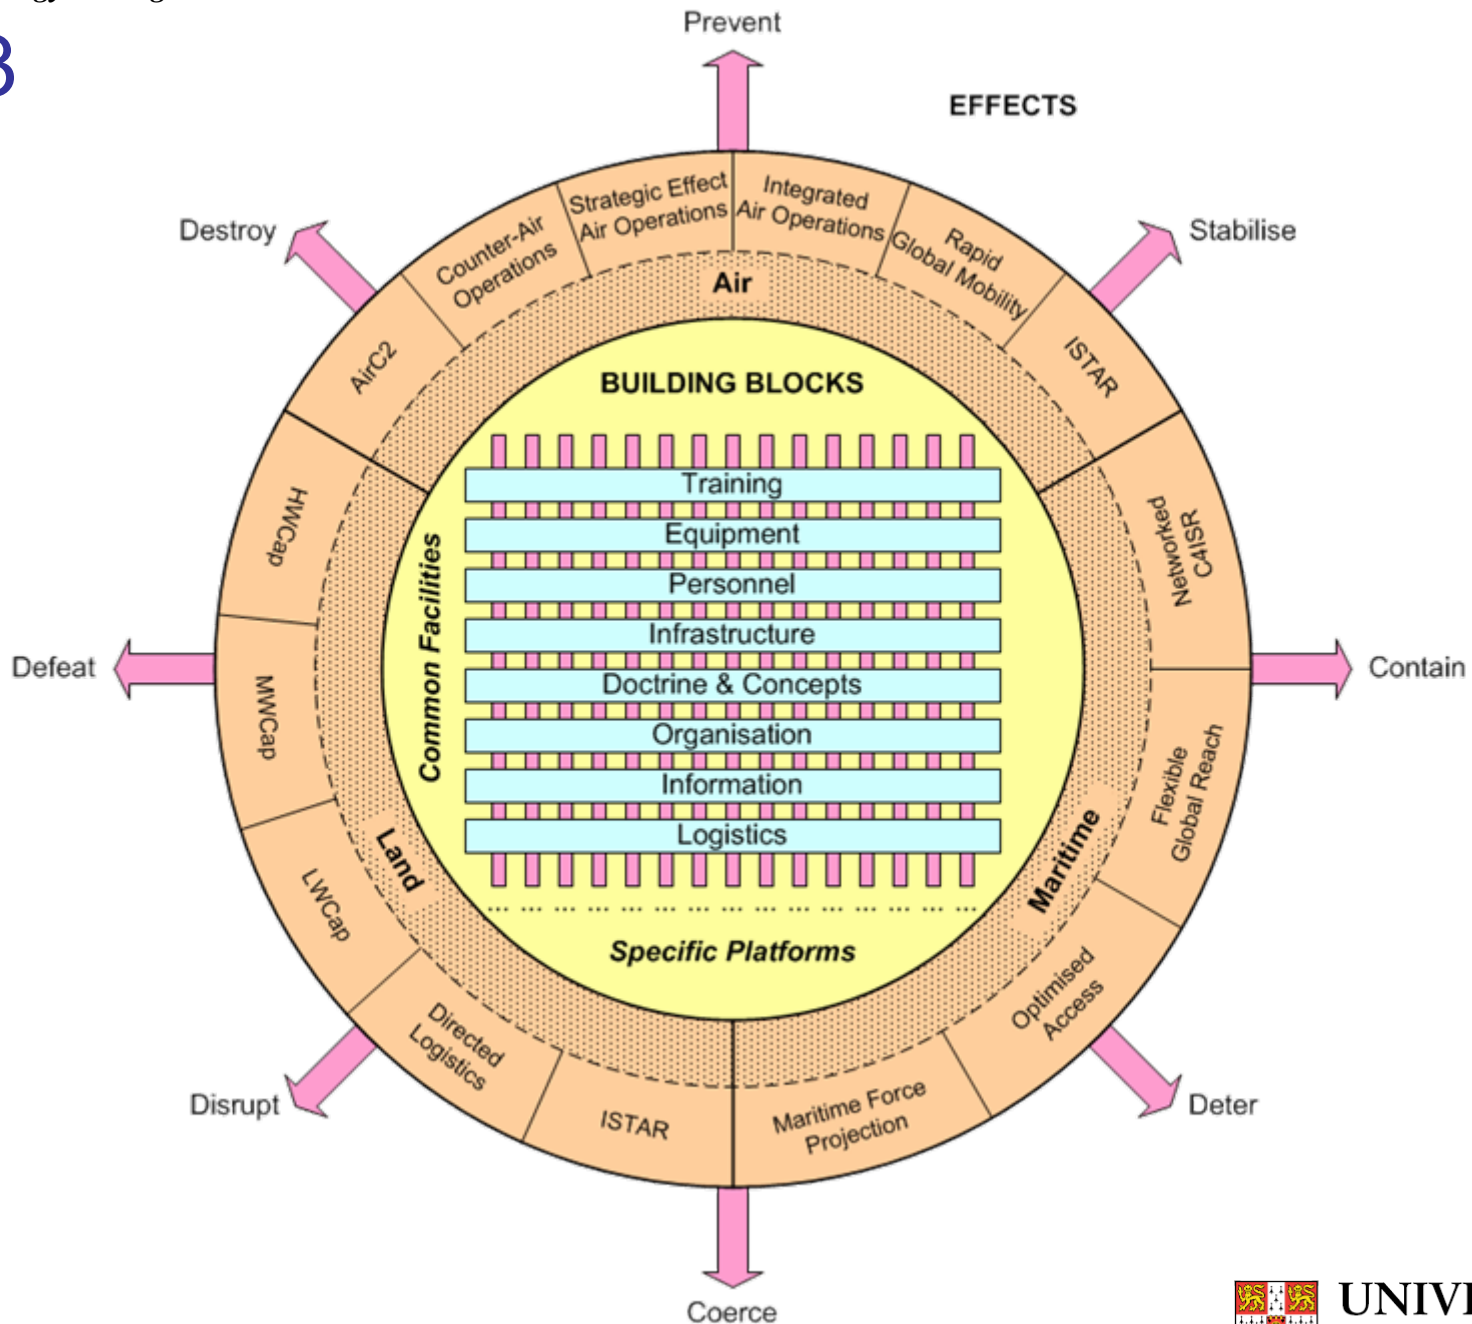 3
Prevent
EFFECTS
Destroy
Stabilise
Strategic Effect
Air Operations
Integrated
Air Operations
Counter-Air
Operations
Rapid
Global Mobility
Air
AirC2
ISTAR
BUILDING BLOCKS
HWCap
Networked
C4ISR
Training
Equipment
Personnel
Infrastructure
Doctrine & Concepts
Organisation
Information
Logistics
Common Facilities
Defeat
Contain
MWCap
Flexible
Global Reach
Land
Maritime
LWCap
... ... ... ... ... ... ... ... ... ... ... ... ... ... ...
Specific Platforms
Optimised
Access
Directed
Logistics
ISTAR
Maritime Force
Projection
Disrupt
Deter
Coerce
UNIVE